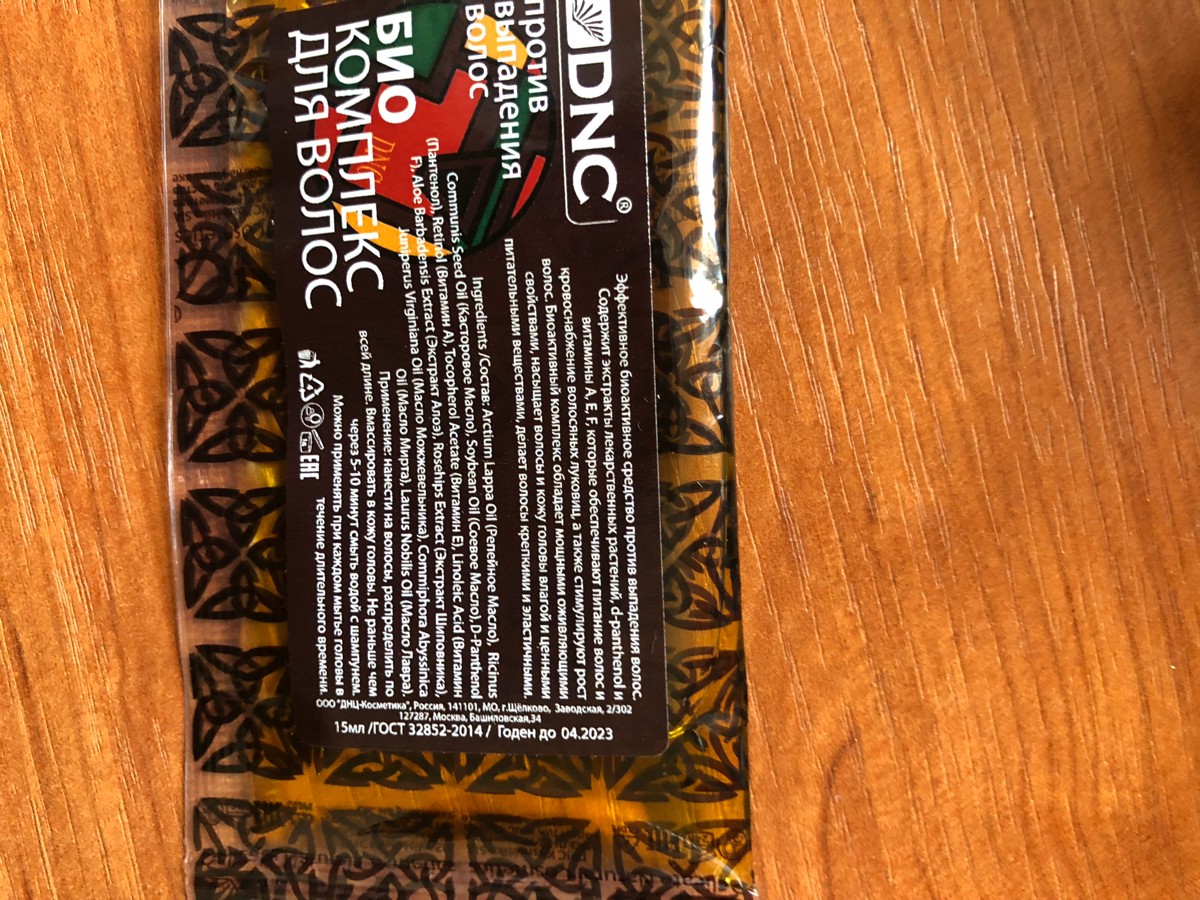 DNC®
против
выпадения
волос
БИО
КОМПЛЕКС
ДЛЯ ВОЛОС
Эффективное биоактивное средство против выпадения волос.
Содержит экстракты лекарственных растений, d-panthenol и
витамины A, E, F, которые обеспечивают питание волос и
кровоснабжение волосяных луковиц, а также стимулируют рост
волос. Биоактивный комплекс обладает мощными оживляющими
свойствами, насыщает волосы и кожу головы влагой и ценными
питательными веществами, делает волосы крепкими и эластичными.
Ingredients /Состав: Arctium Lappa Oil (Репейное Масло), Ricinus
Communis Seed Oil (Касторовое Масло), Soybean Oil (Соевое Масло),D-Panthenol
(Пантенол), Retinol (Витамин A), Tocopherol Acetate (Витамин E), Linoleic Acid (Витамин
F), Aloe Barbadensis Extract (Экстракт Алоэ), Rosehips Extract (Экстракт Шиповника),
Juniperus Virginiana Oil (Масло Можжевельника), Commiphora Abyssinica
Oil (Масло Мирта), Laurus Nobilis Oil (Масло Лавра),
Применение: нанести на волосы, распределить по
всей длине. Вмассировать в кожу головы. Не раньше чем
через 5-10 минут смыть водой с шампунем.
Можно применять при каждом мытье головы в
течение длительного времени.
EAC
ООО "ДНЦ-Косметика", Россия, 141101, МО, г.Щёлково, Заводская, 2/302
127287, Москва, Башиловская,34
15мл /ГОСТ 32852-2014 / Годен до 04.2023